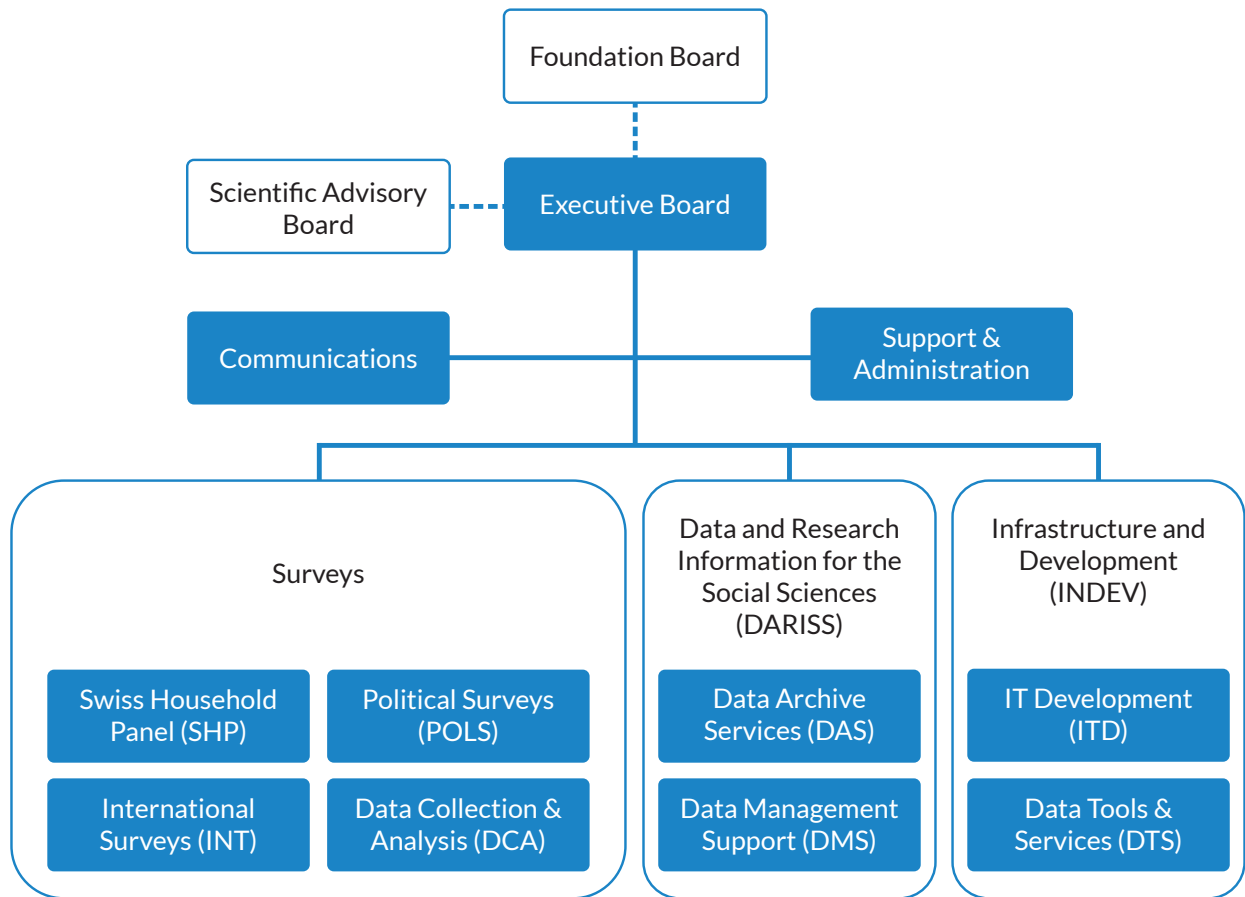 Foundation Board
Scientific Advisory
Board
Executive Board
Communications
Support &
Administration
Surveys
Swiss Household
Panel (SHP)
Political Surveys
(POLS)
International
Surveys (INT)
Data Collection &
Analysis (DCA)
Data and Research
Information for the
Social Sciences
(DARISS)
Data Archive
Services (DAS)
Data Management
Support (DMS)
Infrastructure and
Development
(INDEV)
IT Development
(ITD)
Data Tools &
Services (DTS)